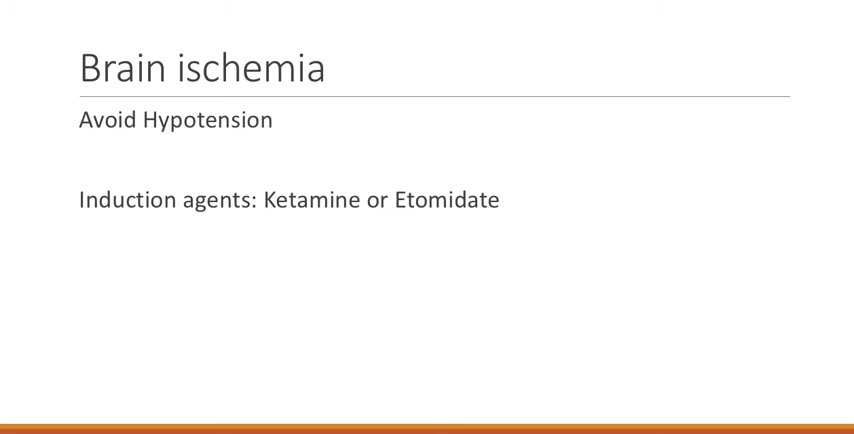 Brain ischemia
Avoid Hypotension
Induction agents: Ketamine or Etomidate